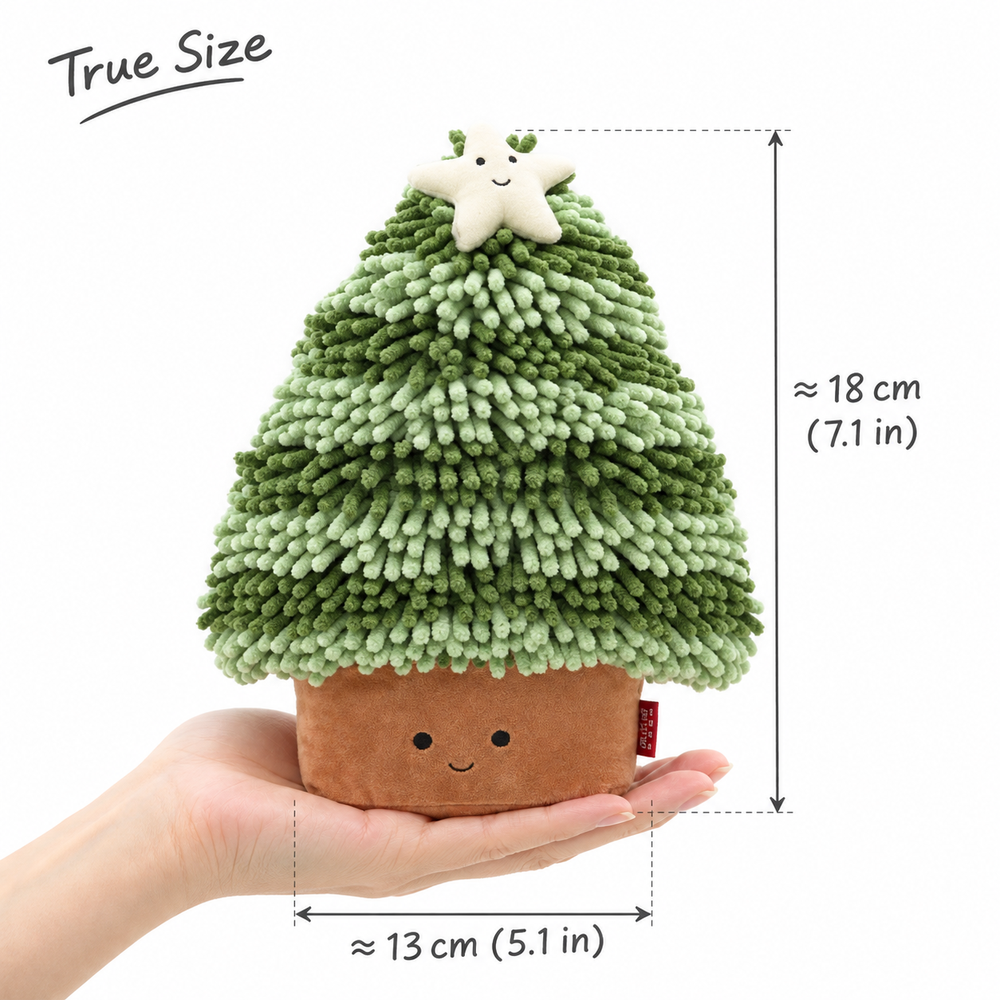 True Size
≈ 18 cm
(7.1 in)
≈ 13 cm (5.1 in)